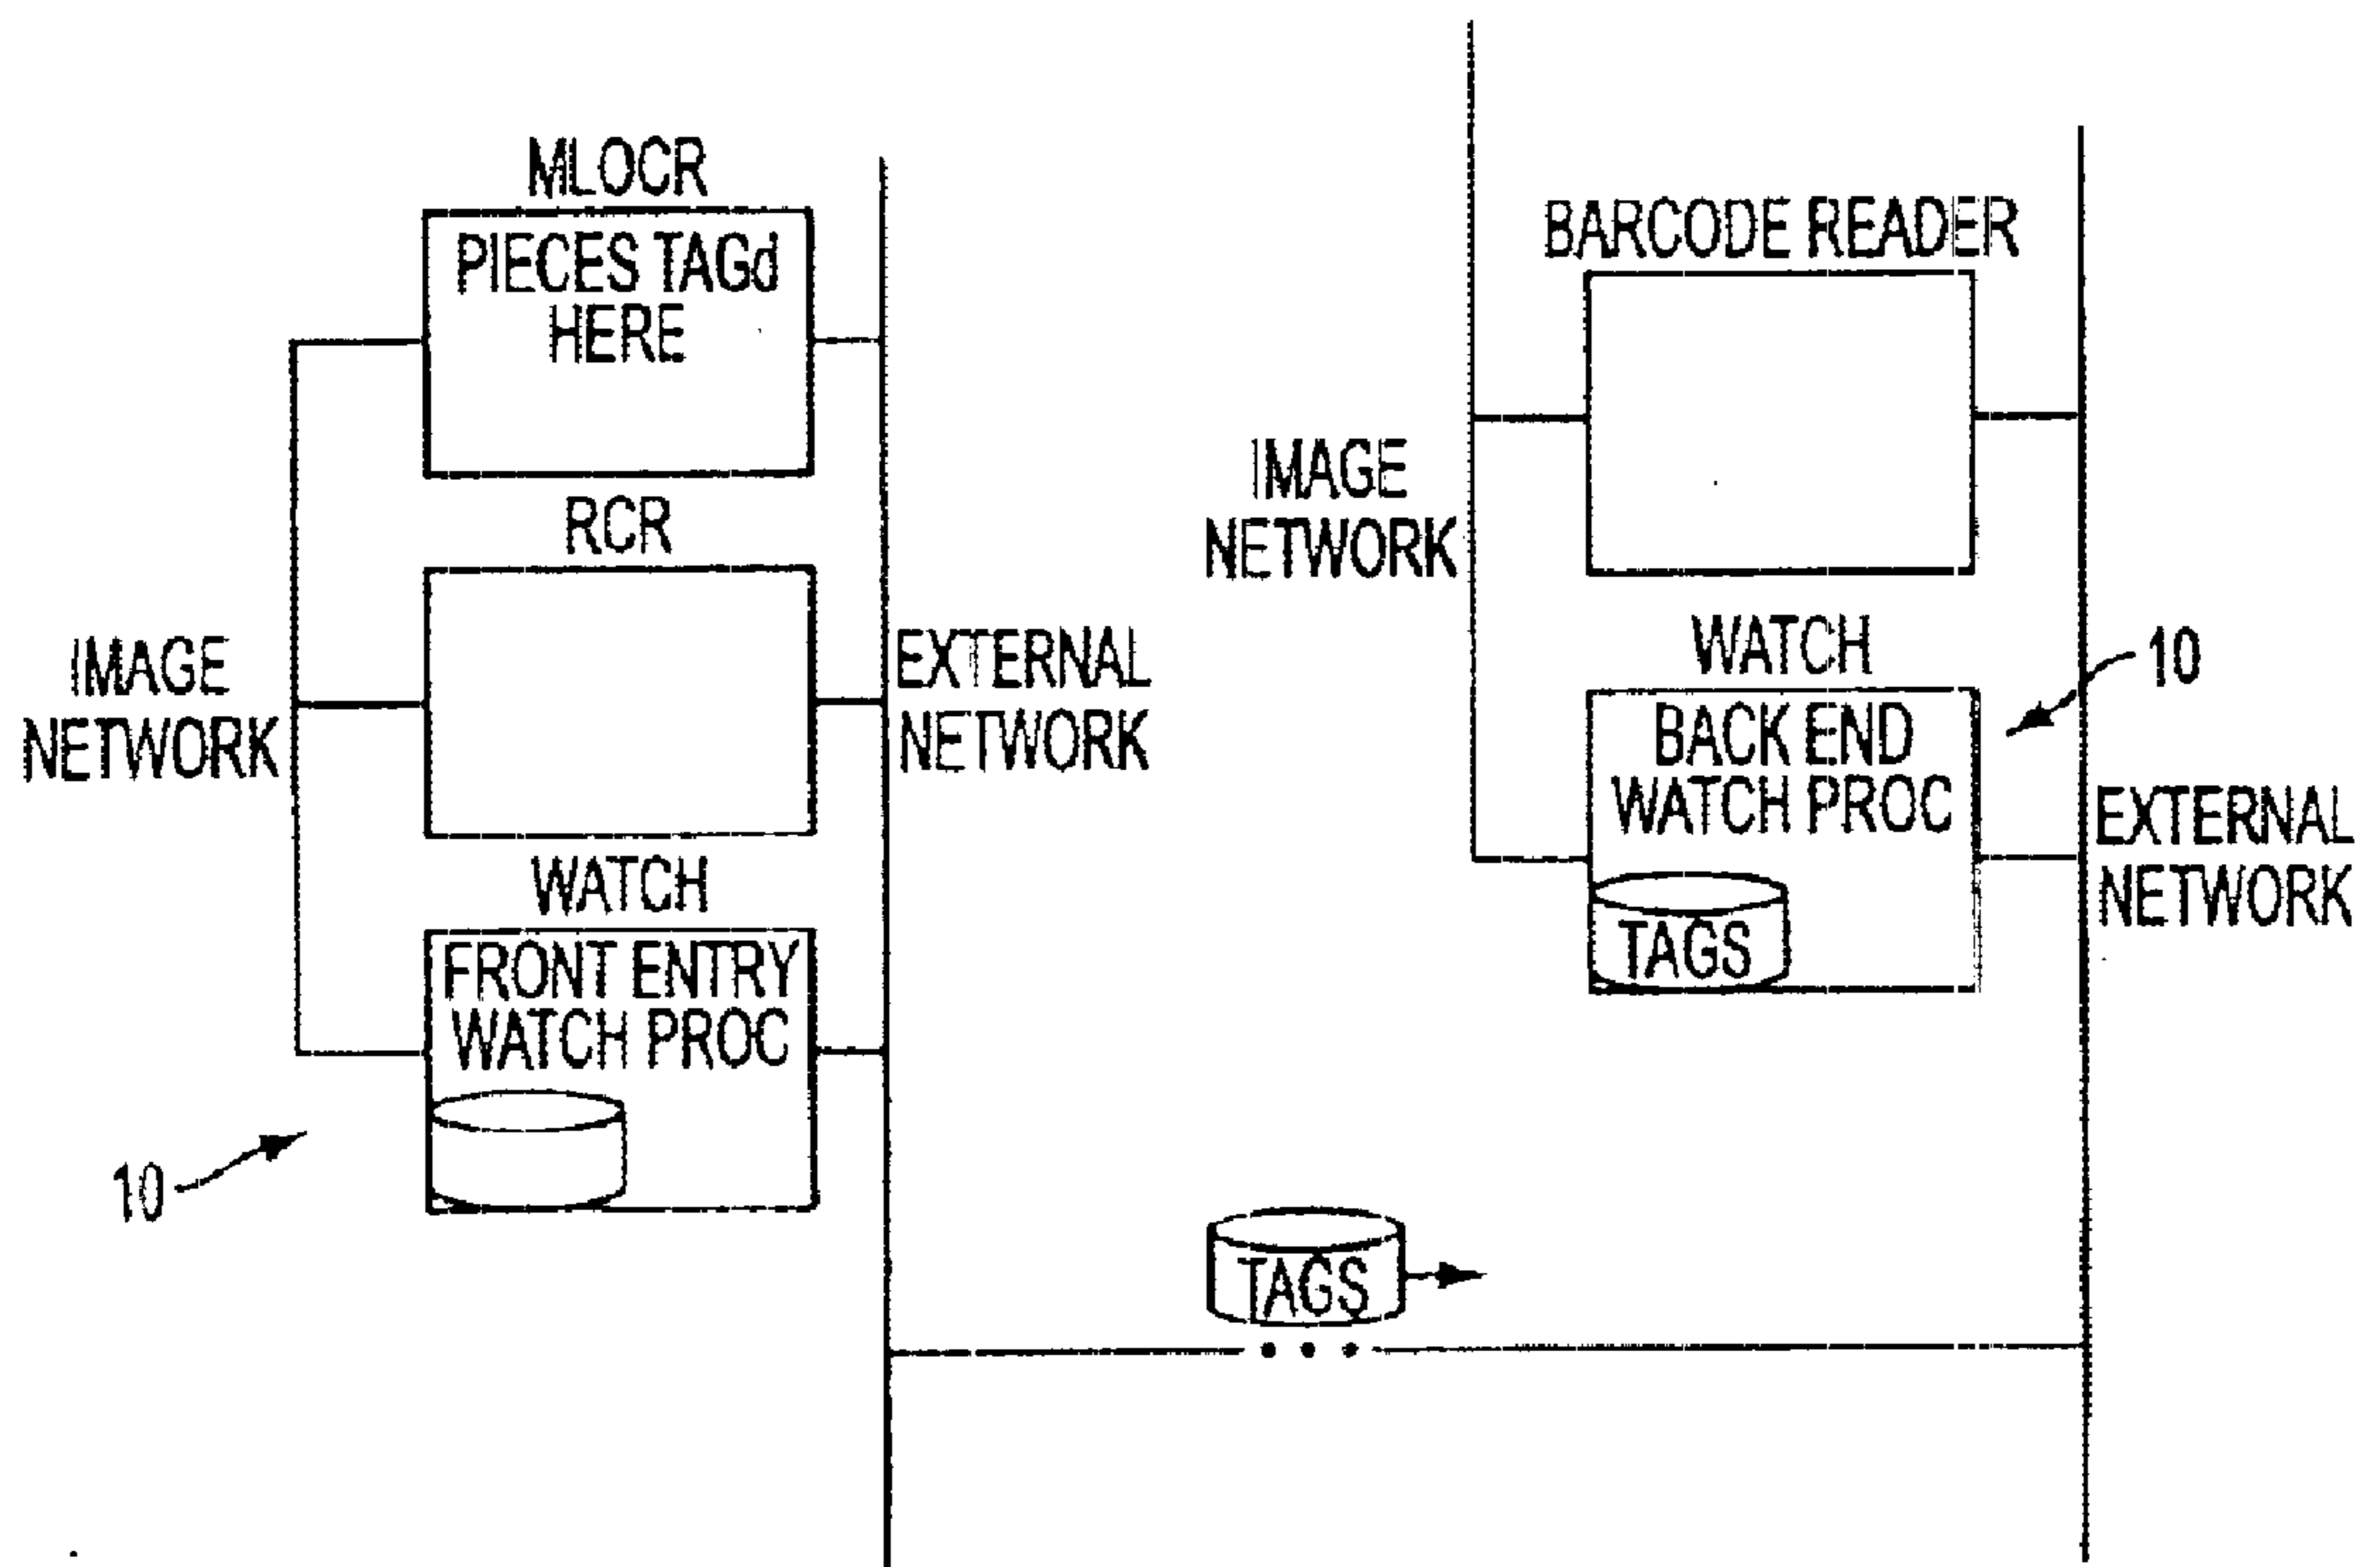 MLOCR
PIECES TAGd
HERE
RCR
IMAGE
NETWORK
EXTERNAL
NETWORK
WATCH
FRONT ENTRY
WATCH PROC
10
TAGS
BARCODE READER
IMAGE
NETWORK
WATCH
10
BACK END
WATCH PROC
TAGS
EXTERNAL
NETWORK